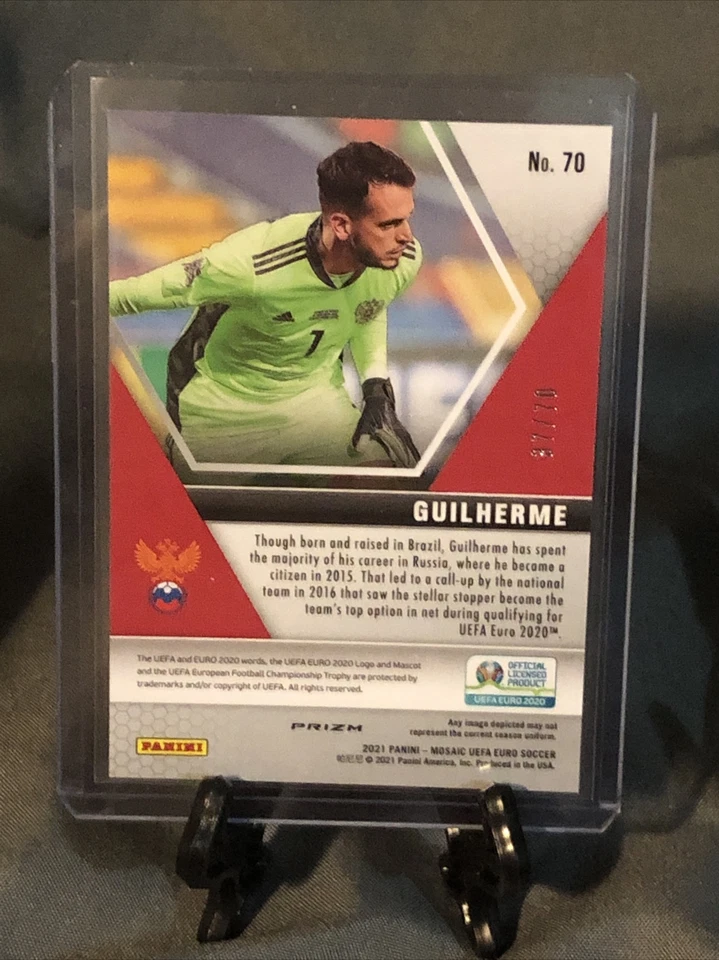 No. 70
1
37/70
GUILHERME
Though born and raised in Brazil, Guilherme has spent
the majority of his career in Russia, where he became a
citizen in 2015. That led to a call-up by the national
team in 2016 that saw the stellar stopper become the
team's top option in net during qualifying for
UEFA Euro 2020™.
The UEFA and EURO 2020 words, the UEFA EURO 2020 Logo and Mascot
and the UEFA European Football Championship Trophy are protected by
trademarks and/or copyright of UEFA. All rights reserved.
OFFICIAL
LICENSED
PRODUCT
UEFA EURO 2020
PRIZM
Any image depicted may not
represent the current season uniform.
PANINI
2021 PANINI – MOSAIC UEFA EURO SOCCER
© 2021 Panini America, Inc. Produced in the USA.